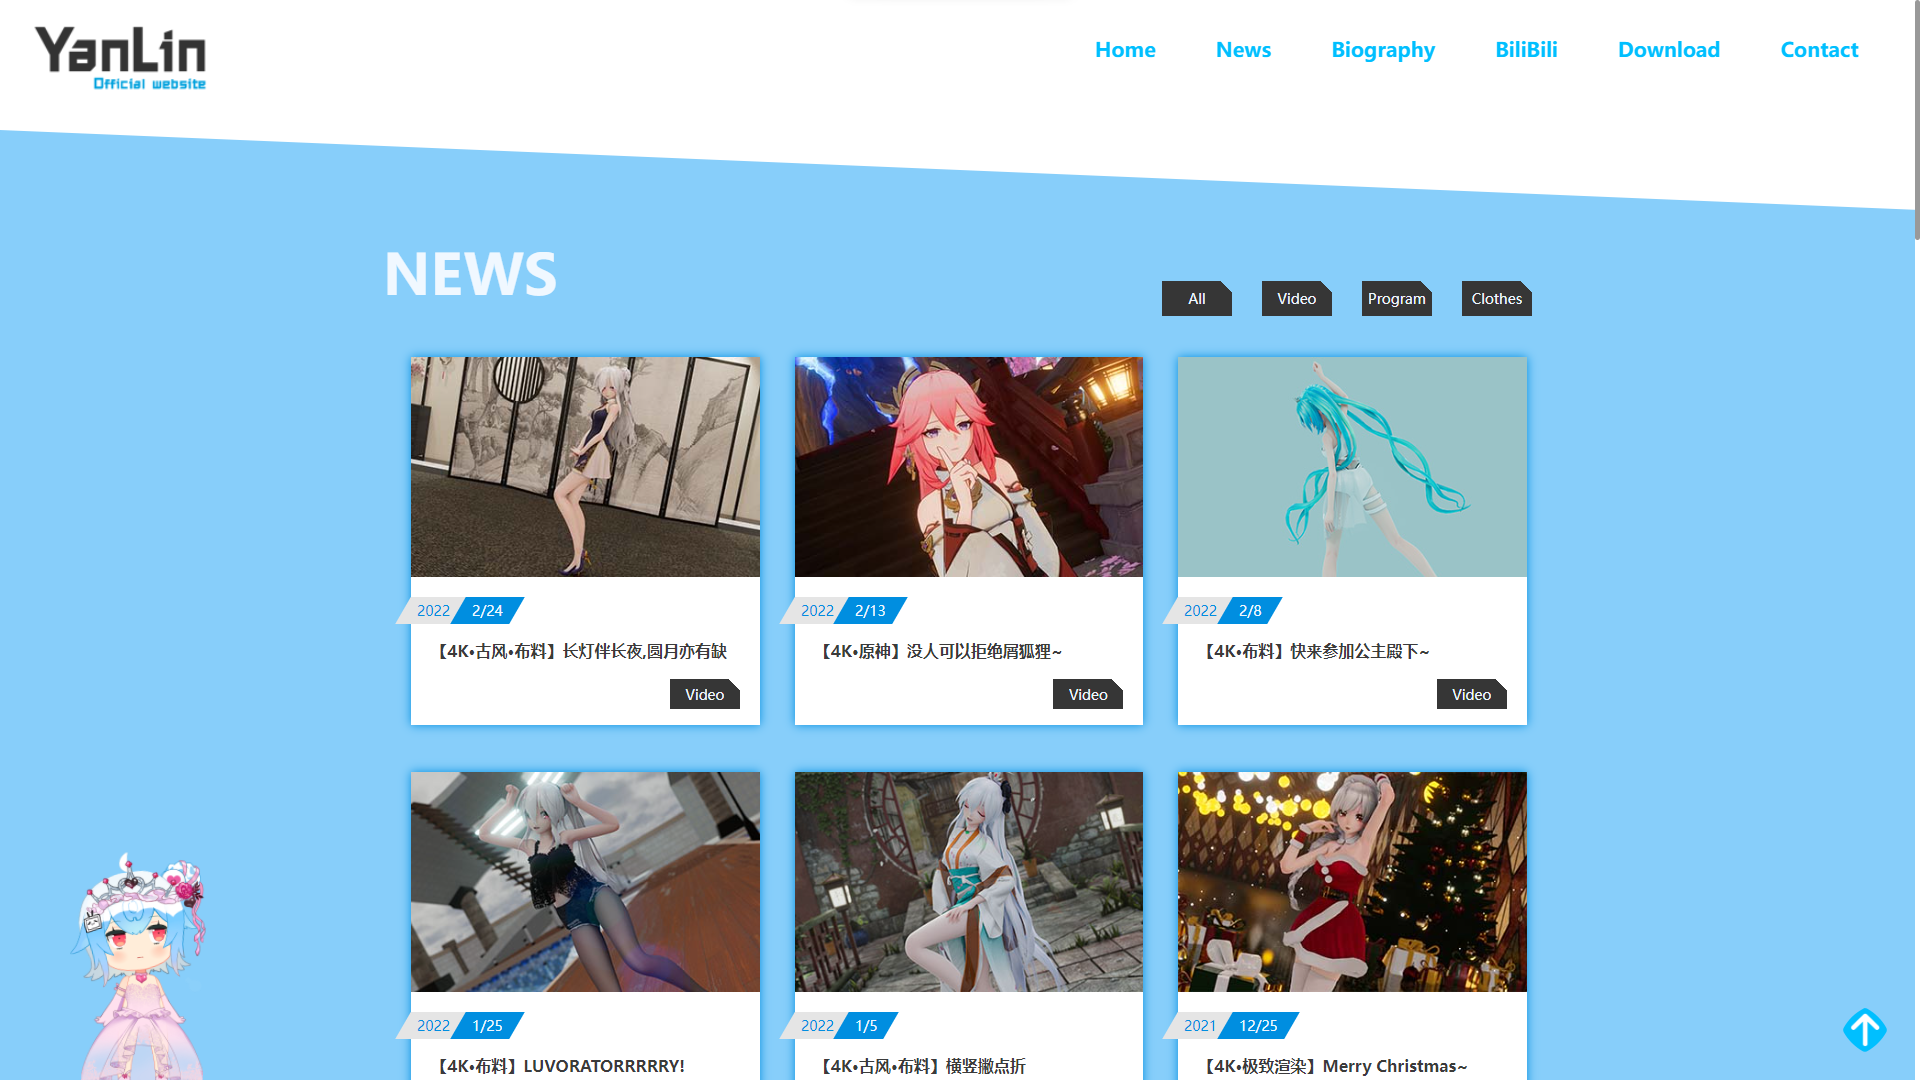 YanLin
Official website
Home
News
Biography
BiliBili
Download
Contact
NEWS
All
Video
Program
Clothes
2022 2/24
【4K•古风•布料】长灯伴长夜,圆月亦有缺
Video
2022 2/13
【4K•原神】没人可以拒绝屑狐狸~
Video
2022 2/8
【4K•布料】快来参加公主殿下~
Video
2022 1/25
【4K•布料】LUVORATORRRRRY!
2022 1/5
【4K•古风•布料】横竖撇点折
2021 12/25
【4K•极致渲染】Merry Christmas~